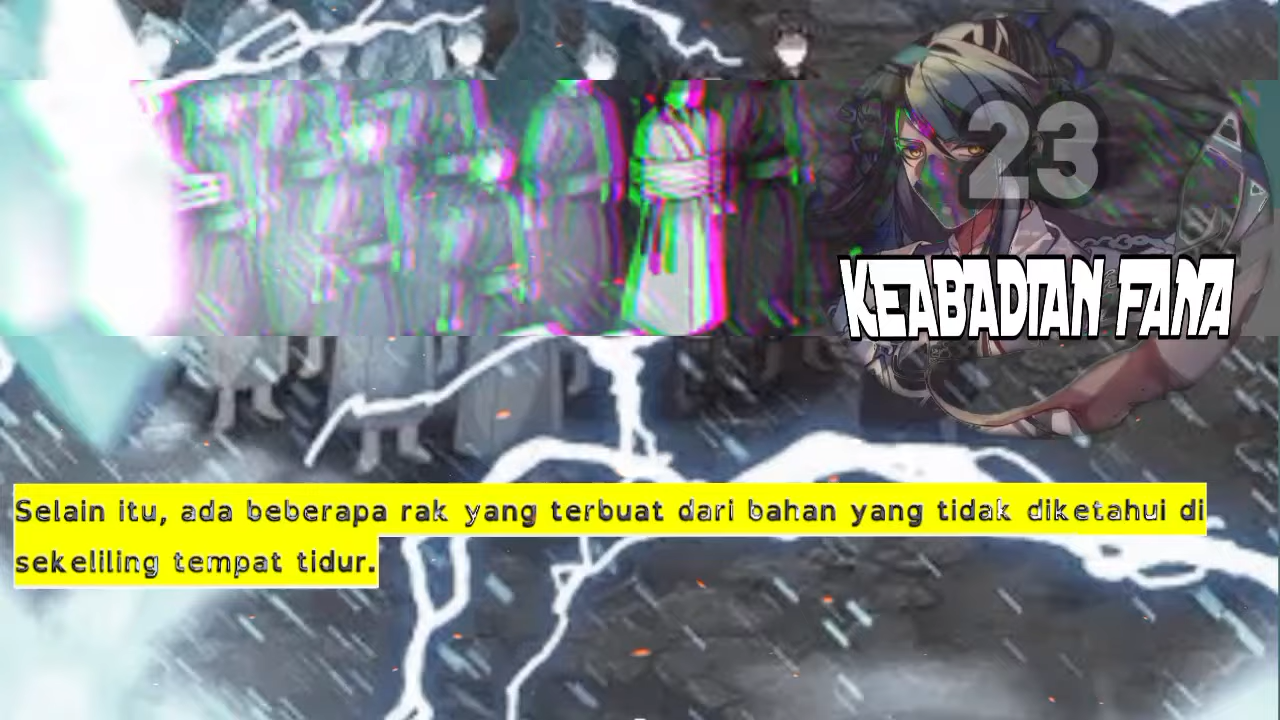 23
KEABADIAN FANA
Selain itu, ada beberapa rak yang terbuat dari bahan yang tidak diketahui di
sekeliling tempat tidur.